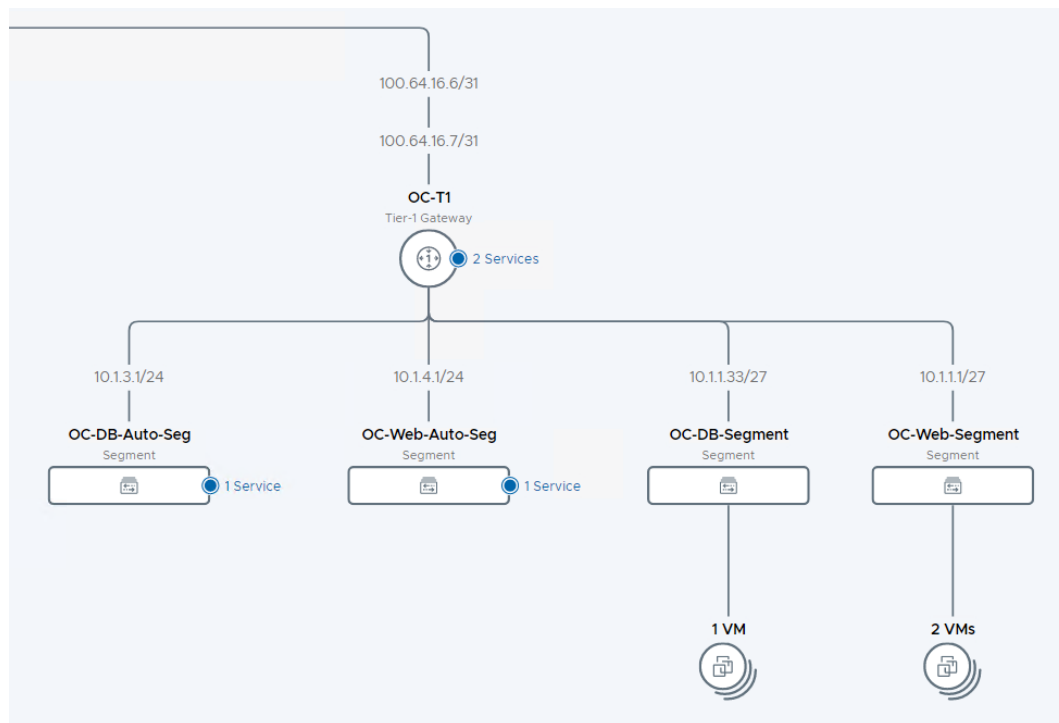 100.64.16.6/31
100.64.16.7/31
OC-T1
Tier-1 Gateway
1
2 Services
10.1.3.1/24
10.1.4.1/24
10.1.1.33/27
10.1.1.1/27
OC-DB-Auto-Seg
OC-Web-Auto-Seg
OC-DB-Segment
OC-Web-Segment
Segment
Segment
Segment
Segment
1 Service
1 Service
1 VM
2 VMs